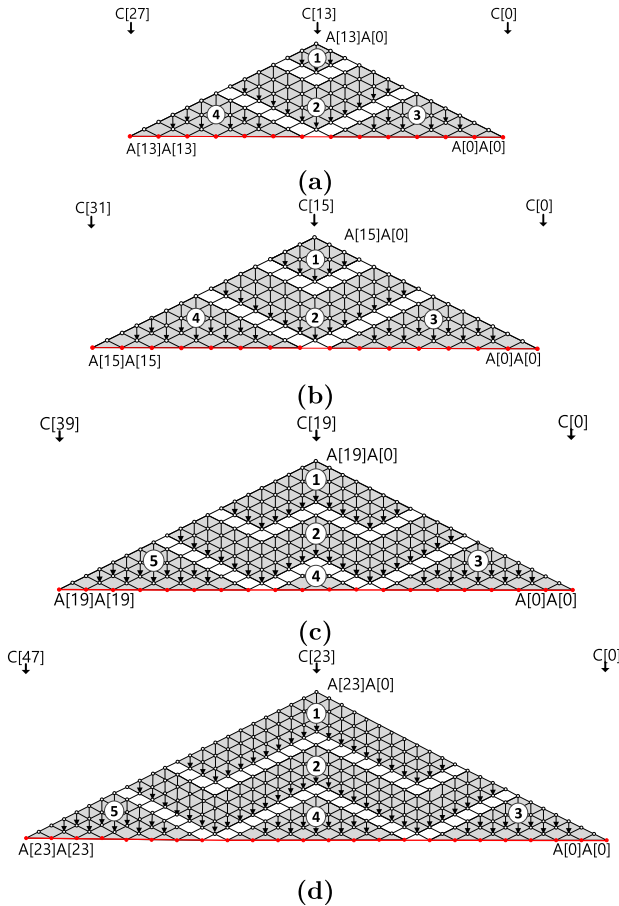 C[27] C[13] C[0]
A[13]A[0]
1
2
4 3
A[13]A[13] A[0]A[0]
(a)
C[31] C[15] C[0]
A[15]A[0]
1
4 2 3
A[15]A[15] A[0]A[0]
(b)
C[39] C[19] C[0]
A[19]A[0]
1
2
5 3
4
A[19]A[19] A[0]A[0]
(c)
C[47] C[23] C[0]
A[23]A[0]
1
2
5 3
4
A[23]A[23] A[0]A[0]
(d)